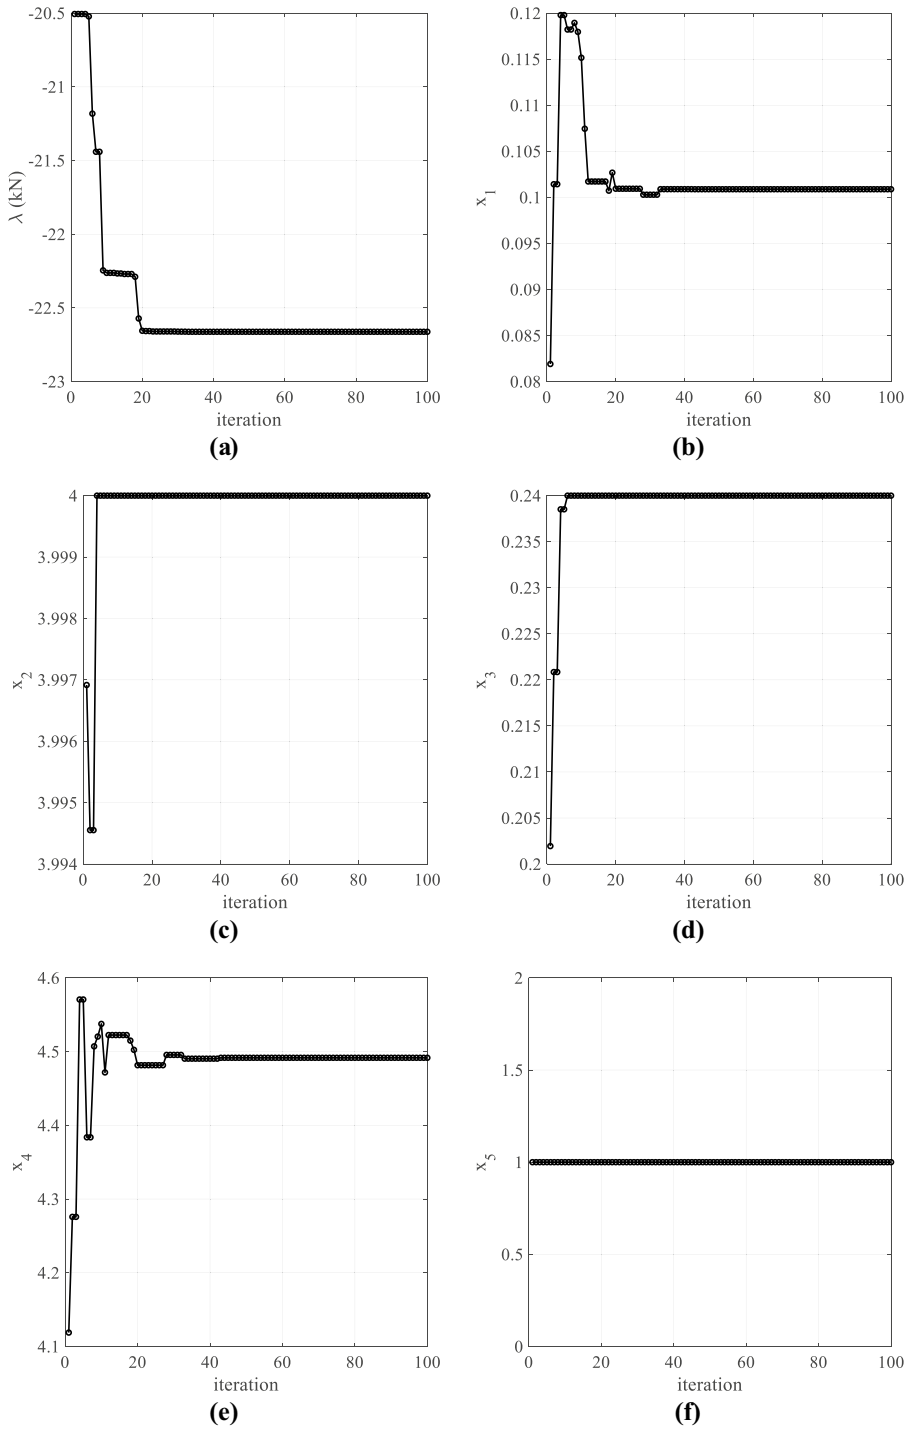 -20.5
-21
-21.5
-22
-22.5
-23
λ (kN)
0 20 40 60 80 100
iteration
(a)
0.12
0.115
0.11
0.105
0.1
0.095
0.09
0.085
0.08
x1
0 20 40 60 80 100
iteration
(b)
4
3.999
3.998
3.997
3.996
3.995
3.994
x2
0 20 40 60 80 100
iteration
(c)
0.24
0.235
0.23
0.225
0.22
0.215
0.21
0.205
0.2
x3
0 20 40 60 80 100
iteration
(d)
4.6
4.5
4.4
4.3
4.2
4.1
x4
0 20 40 60 80 100
iteration
(e)
2
1.5
1
0.5
0
x5
0 20 40 60 80 100
iteration
(f)